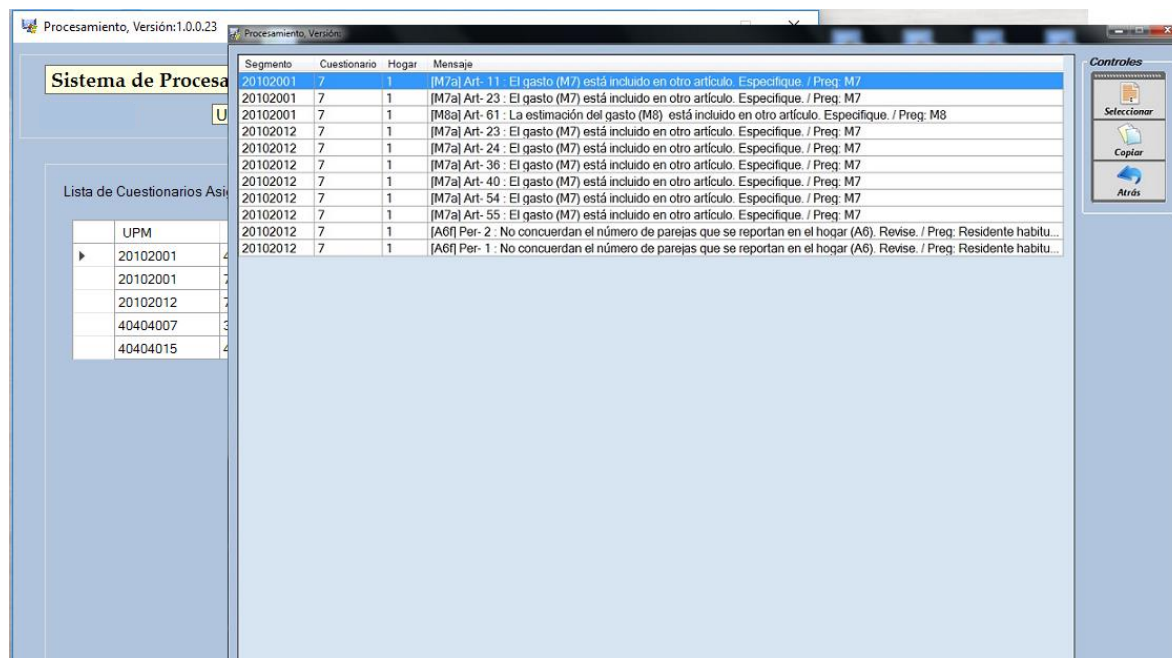 Procesamiento, Versión:1.0.0.23
Procesamiento, Versión:
Sistema de Procesa
U
Lista de Cuestionarios Asi
UPM
20102001 4
20102001 7
20102012 7
40404007 3
40404015 4
Segmento Cuestionario Hogar Mensaje
20102001 7 1 [M7a] Art- 11 : El gasto (M7) está incluido en otro artículo. Especifique. / Preg: M7
20102001 7 1 [M7a] Art- 23 : El gasto (M7) está incluido en otro artículo. Especifique. / Preg: M7
20102001 7 1 [M8a] Art- 61 : La estimación del gasto (M8) está incluido en otro artículo. Especifique. / Preg: M8
20102012 7 1 [M7a] Art- 23 : El gasto (M7) está incluido en otro artículo. Especifique. / Preg: M7
20102012 7 1 [M7a] Art- 24 : El gasto (M7) está incluido en otro artículo. Especifique. / Preg: M7
20102012 7 1 [M7a] Art- 36 : El gasto (M7) está incluido en otro artículo. Especifique. / Preg: M7
20102012 7 1 [M7a] Art- 40 : El gasto (M7) está incluido en otro artículo. Especifique. / Preg: M7
20102012 7 1 [M7a] Art- 54 : El gasto (M7) está incluido en otro artículo. Especifique. / Preg: M7
20102012 7 1 [M7a] Art- 55 : El gasto (M7) está incluido en otro artículo. Especifique. / Preg: M7
20102012 7 1 [A6f] Per- 2 : No concuerdan el número de parejas que se reportan en el hogar (A6). Revise. / Preg: Residente habitu...
20102012 7 1 [A6f] Per- 1 : No concuerdan el número de parejas que se reportan en el hogar (A6). Revise. / Preg: Residente habitu...
Controles
Seleccionar
Copiar
Atrás